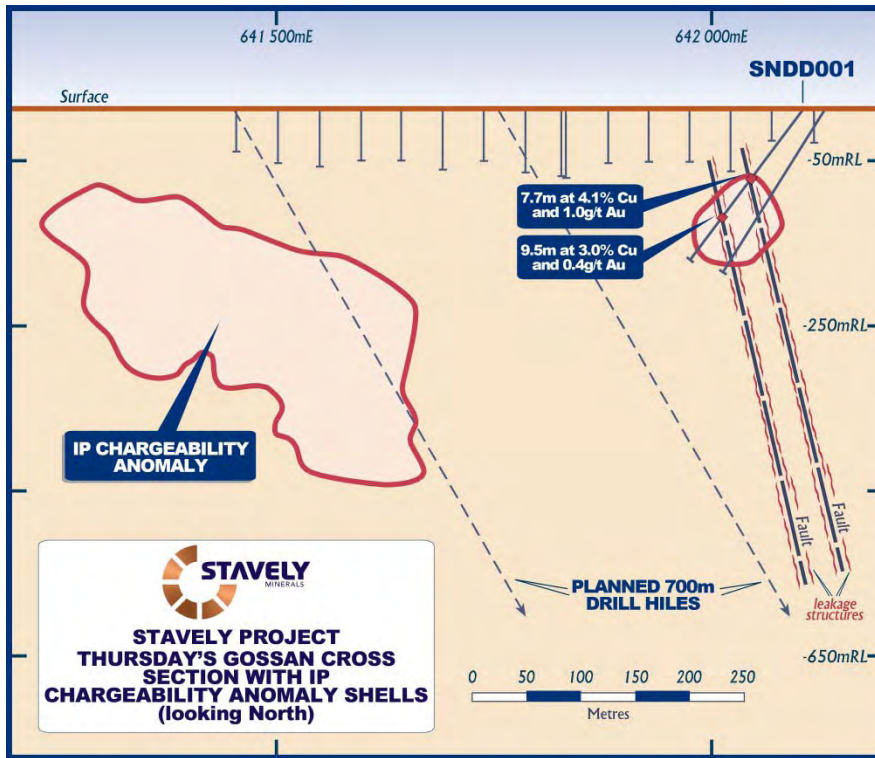 641 500mE
642 000mE
SNDD001
Surface
-50mRL
7.7m at 4.1% Cu
and 1.0g/t Au
9.5m at 3.0% Cu
and 0.4g/t Au
-250mRL
IP CHARGEABILITY
ANOMALY
Fault
Fault
STAVELY
MINERALS
PLANNED 700m
DRILL HILES
leakage
structures
STAVELY PROJECT
THURSDAY'S GOSSAN CROSS
SECTION WITH IP
CHARGEABILITY ANOMALY SHELLS
(looking North)
-650mRL
0 50 100 150 200 250
Metres